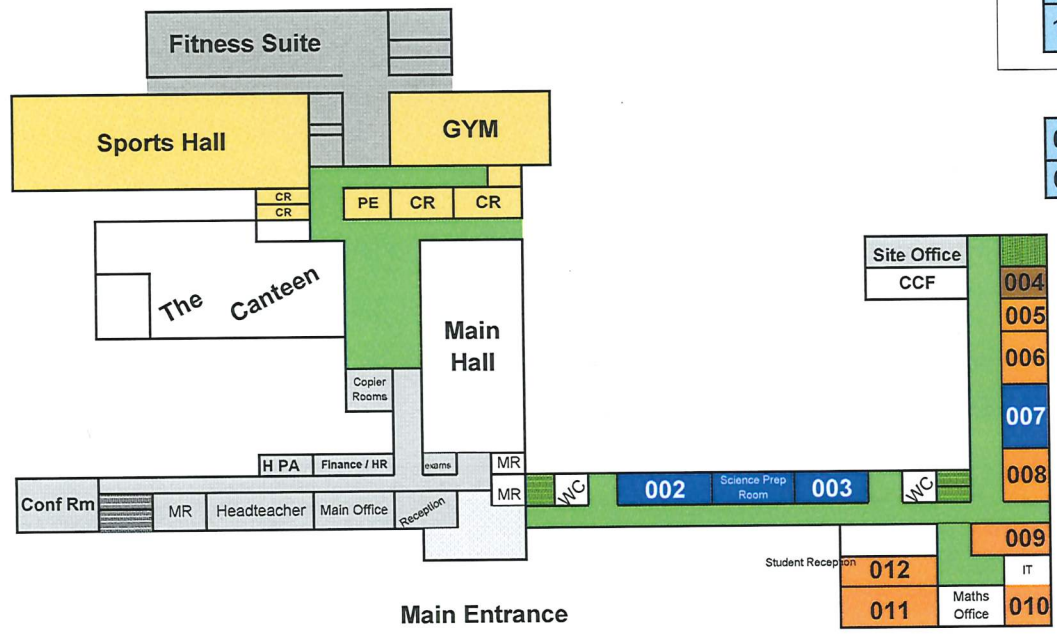 Fitness Suite
Sports Hall
GYM
CR
CR
PE
CR
CR
The Canteen
Main
Hall
Site Office
CCF
004
005
006
007
008
Copier
Rooms
H PA
Finance / HR
exams
MR
MR
Conf Rm
MR
Headteacher
Main Office
Reception
WC
002
Science Prep
Room
003
WC
009
Student Reception
012
IT
011
Maths
Office
010
Main Entrance